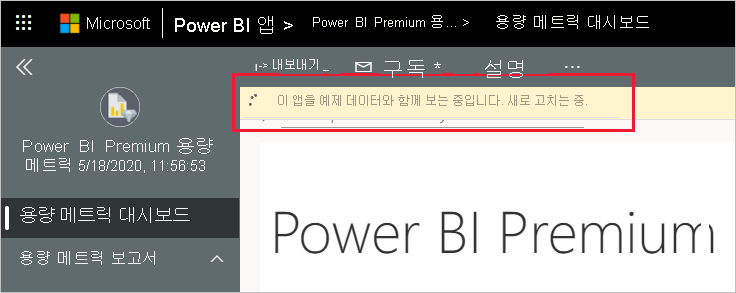 Microsoft Power BI 앱 > Power BI Premium 용... > 용량 메트릭 대시보드
내보내기 구독 * 설명 ...
이 앱을 예제 데이터와 함께 보는 중입니다. 새로 고치는 중.
Power BI Premium 용량
메트릭 5/18/2020, 11:56:53
용량 메트릭 대시보드
용량 메트릭 보고서
Power BI Premium